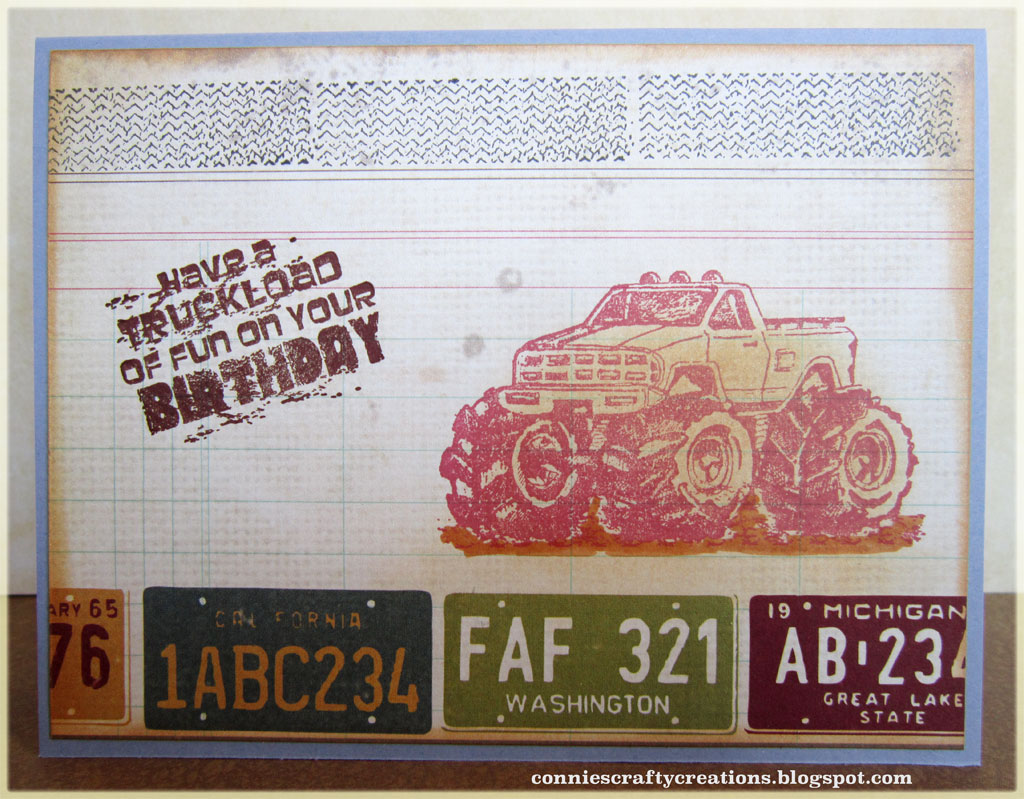 Have a
TRUCKLOAD
OF FUN ON YOUR
BIRTHDAY
ARY 65
76
CALIFORNIA
1ABC234
FAF 321
WASHINGTON
19 MICHIGAN
AB 234
GREAT LAKE
STATE
conniescraftycreations.blogspot.com